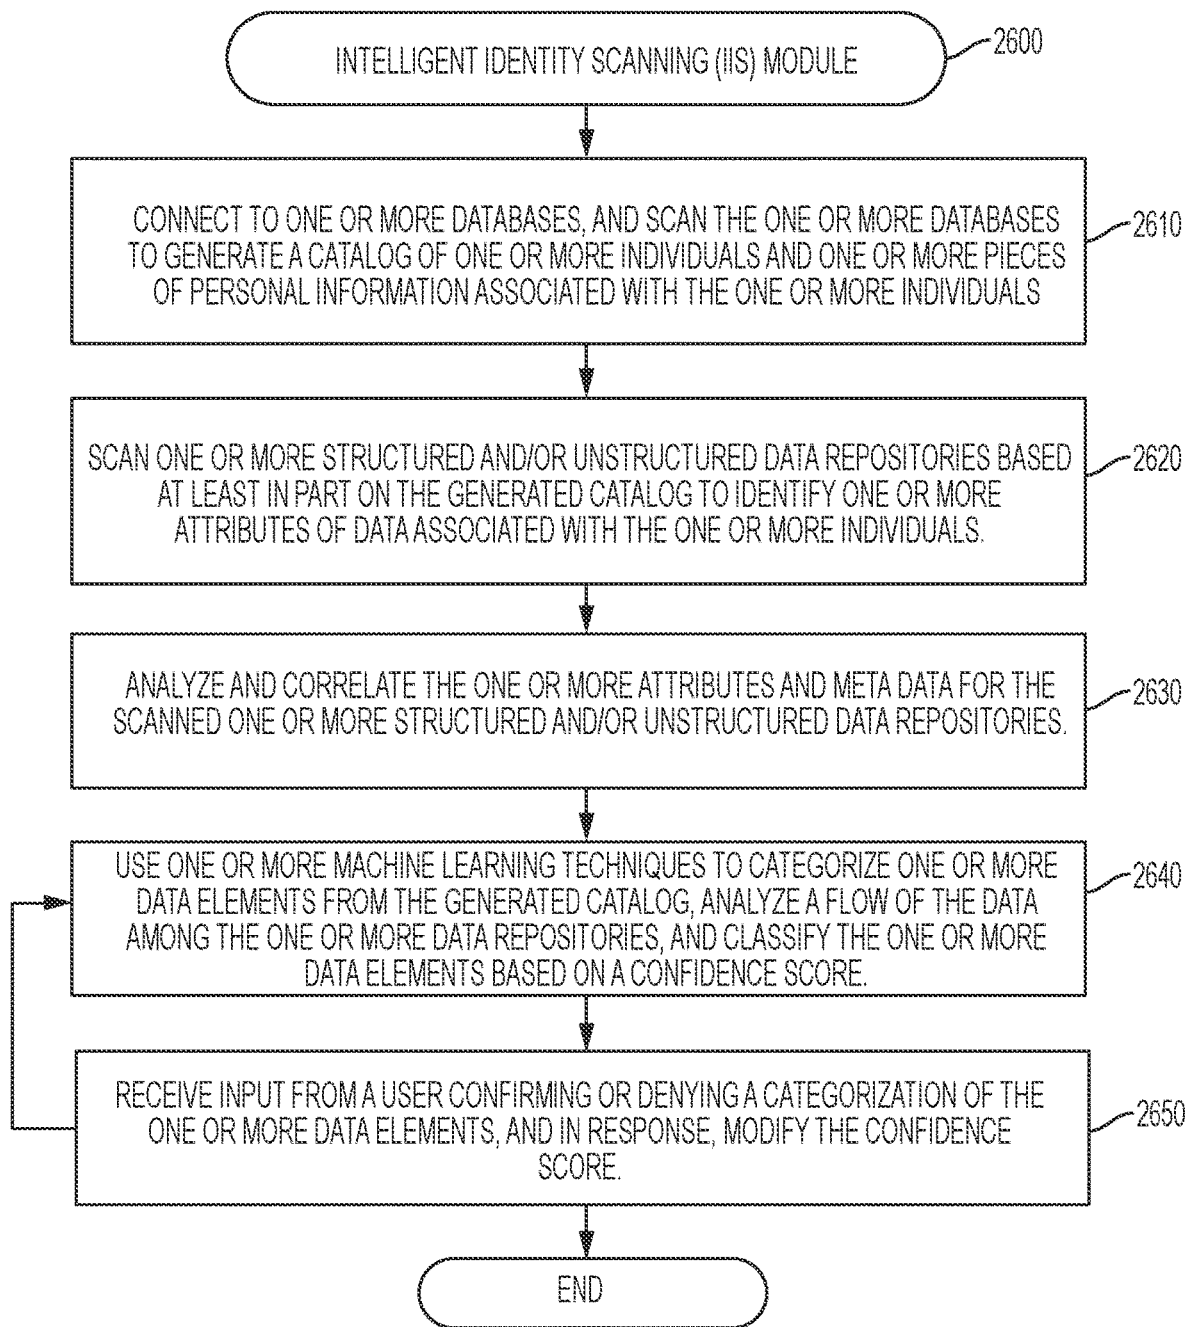 INTELLIGENT IDENTITY SCANNING (IIS) MODULE
2600
CONNECT TO ONE OR MORE DATABASES, AND SCAN THE ONE OR MORE DATABASES
TO GENERATE A CATALOG OF ONE OR MORE INDIVIDUALS AND ONE OR MORE PIECES
OF PERSONAL INFORMATION ASSOCIATED WITH THE ONE OR MORE INDIVIDUALS
2610
SCAN ONE OR MORE STRUCTURED AND/OR UNSTRUCTURED DATA REPOSITORIES BASED
AT LEAST IN PART ON THE GENERATED CATALOG TO IDENTIFY ONE OR MORE
ATTRIBUTES OF DATA ASSOCIATED WITH THE ONE OR MORE INDIVIDUALS.
2620
ANALYZE AND CORRELATE THE ONE OR MORE ATTRIBUTES AND META DATA FOR THE
SCANNED ONE OR MORE STRUCTURED AND/OR UNSTRUCTURED DATA REPOSITORIES.
2630
USE ONE OR MORE MACHINE LEARNING TECHNIQUES TO CATEGORIZE ONE OR MORE
DATA ELEMENTS FROM THE GENERATED CATALOG, ANALYZE A FLOW OF THE DATA
AMONG THE ONE OR MORE DATA REPOSITORIES, AND CLASSIFY THE ONE OR MORE
DATA ELEMENTS BASED ON A CONFIDENCE SCORE.
2640
RECEIVE INPUT FROM A USER CONFIRMING OR DENYING A CATEGORIZATION OF THE
ONE OR MORE DATA ELEMENTS, AND IN RESPONSE, MODIFY THE CONFIDENCE
SCORE.
2650
END